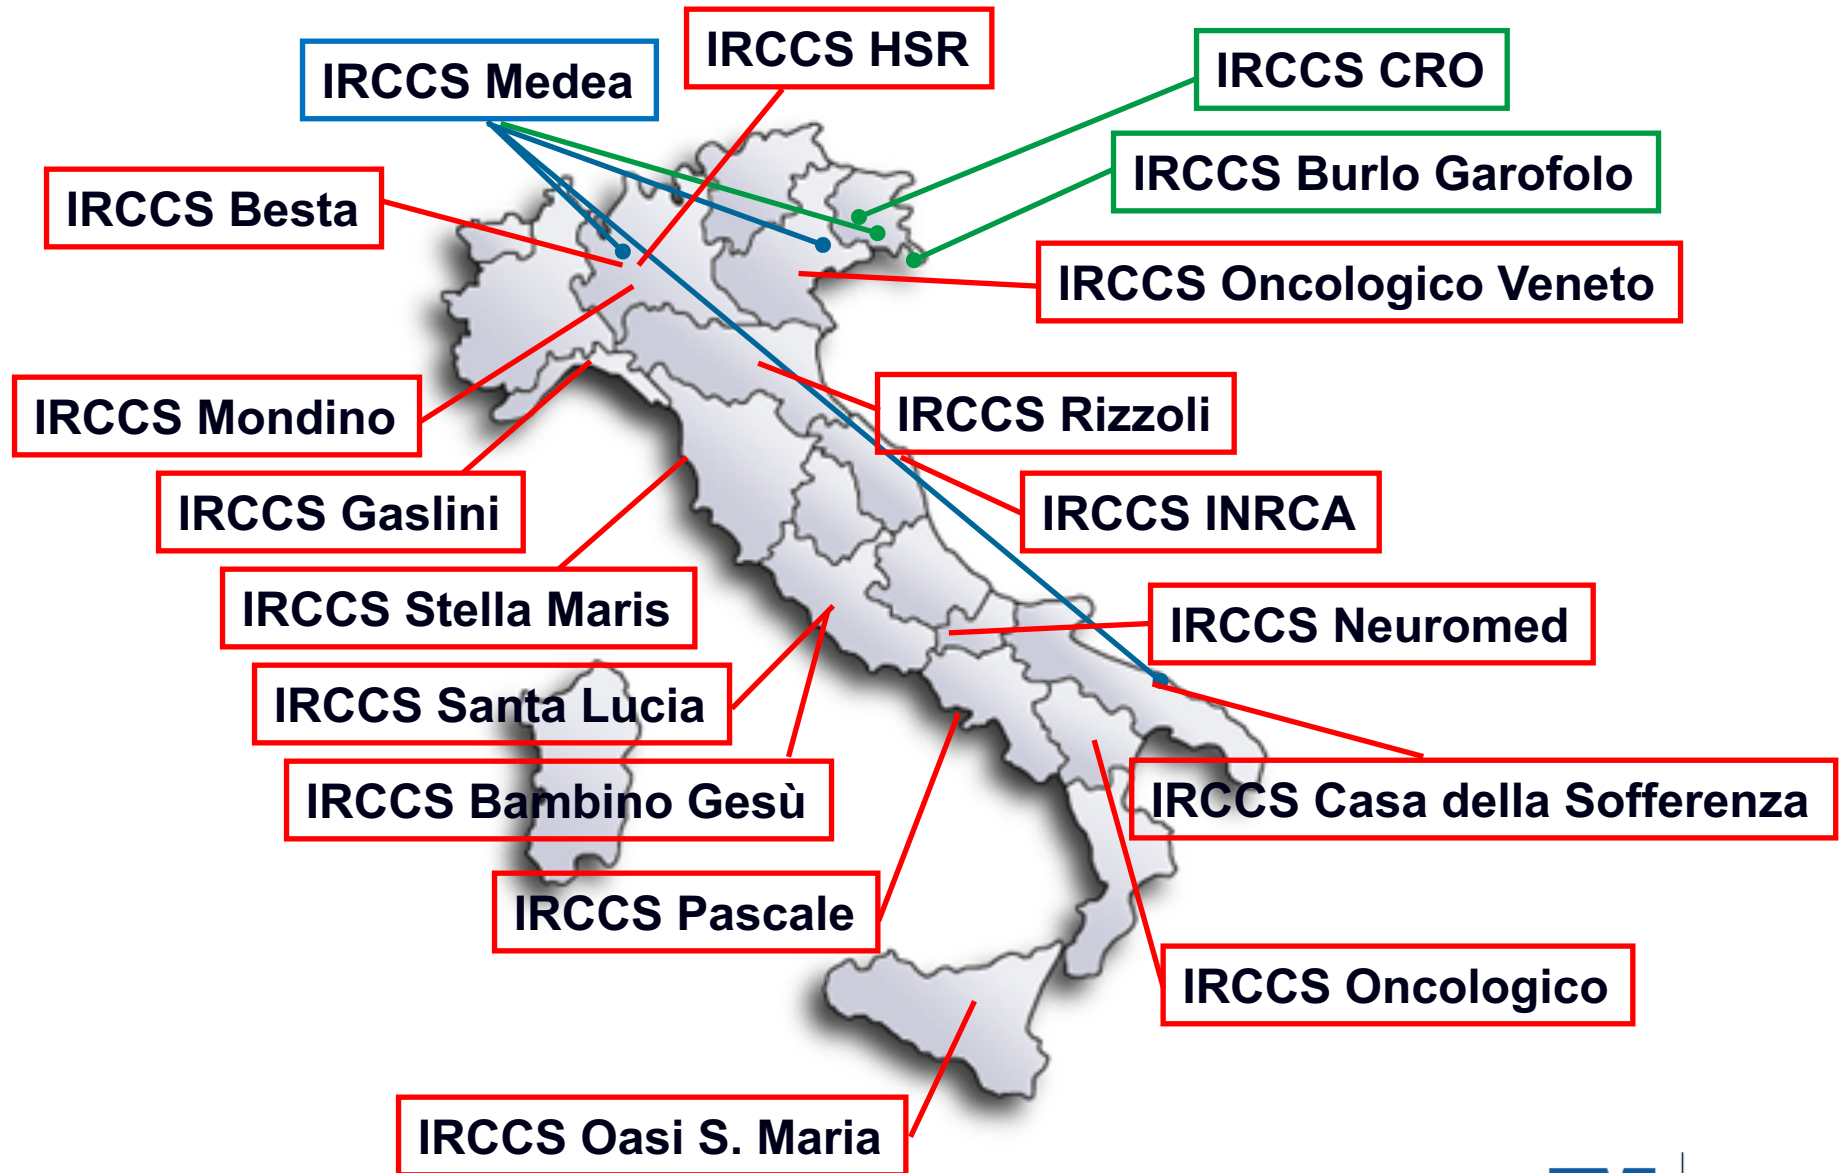 IRCCS HSR
IRCCS Medea
IRCCS CRO
IRCCS Burlo Garofolo
IRCCS Besta
IRCCS Oncologico Veneto
IRCCS Mondino
IRCCS Rizzoli
IRCCS Gaslini
IRCCS INRCA
IRCCS Stella Maris
IRCCS Neuromed
IRCCS Santa Lucia
IRCCS Bambino Gesù
IRCCS Casa della Sofferenza
IRCCS Pascale
IRCCS Oncologico
IRCCS Oasi S. Maria